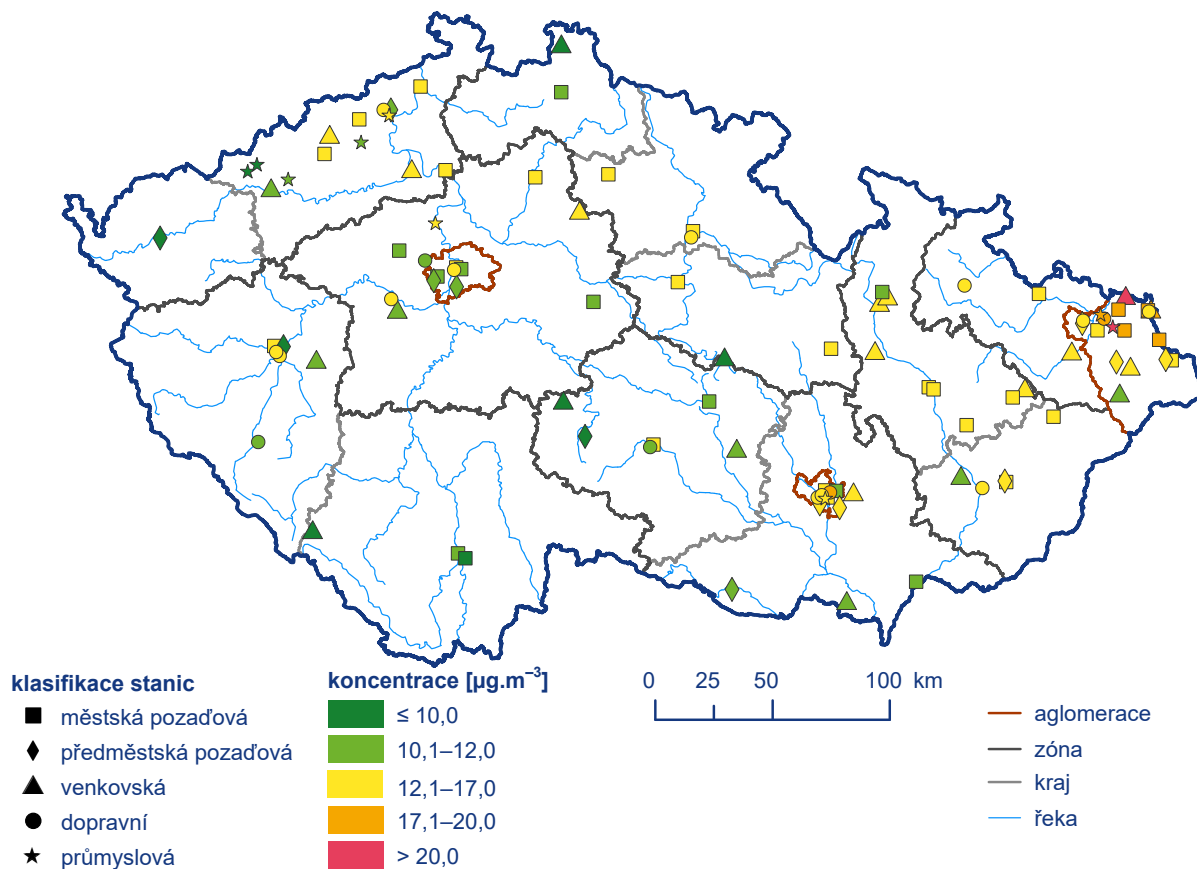 klasifikace stanic
městská pozaďová
předměstská pozaďová
venkovská
dopravní
průmyslová
koncentrace [µg.m⁻³]
≤ 10,0
10,1–12,0
12,1–17,0
17,1–20,0
> 20,0
0 25 50 100 km
aglomerace
zóna
kraj
řeka